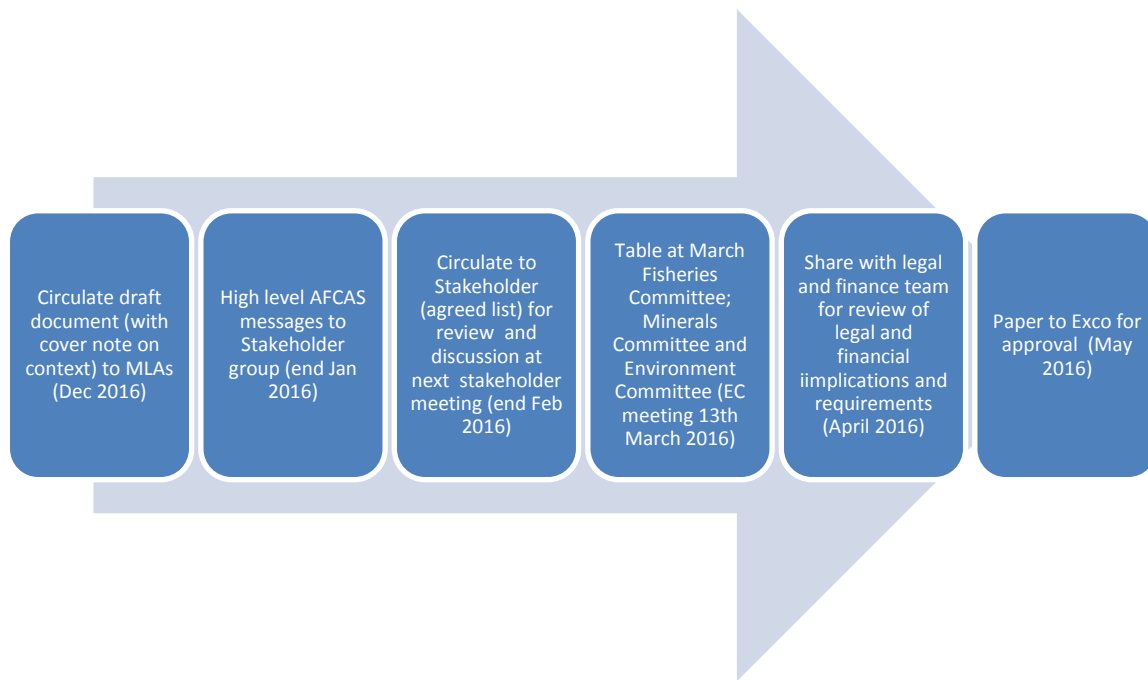 Circulate draft
document (with
cover note on
context) to MLAs
(Dec 2016)
High level AFCAS
messages to
Stakeholder
group (end Jan
2016)
Circulate to
Stakeholder
(agreed list) for
review and
discussion at
next stakeholder
meeting (end Feb
2016)
Table at March
Fisheries
Committee;
Minerals
Committee and
Environment
Committee (EC
meeting 13th
March 2016)
Share with legal
and finance team
for review of
legal and
financial
iimplications and
requirements
(April 2016)
Paper to Exco for
approval (May
2016)